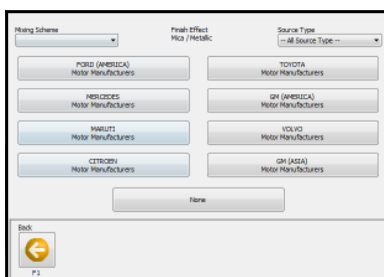 Mixing Scheme Finish Effect Source Type
Mica / Metallic -- All Source Type --
FORD (AMERICA) TOYOTA
Motor Manufacturers Motor Manufacturers
MERCEDES GM (AMERICA)
Motor Manufacturers Motor Manufacturers
MARUTI VOLVO
Motor Manufacturers Motor Manufacturers
CITROEN GM (ASIA)
Motor Manufacturers Motor Manufacturers
None
Back
F1